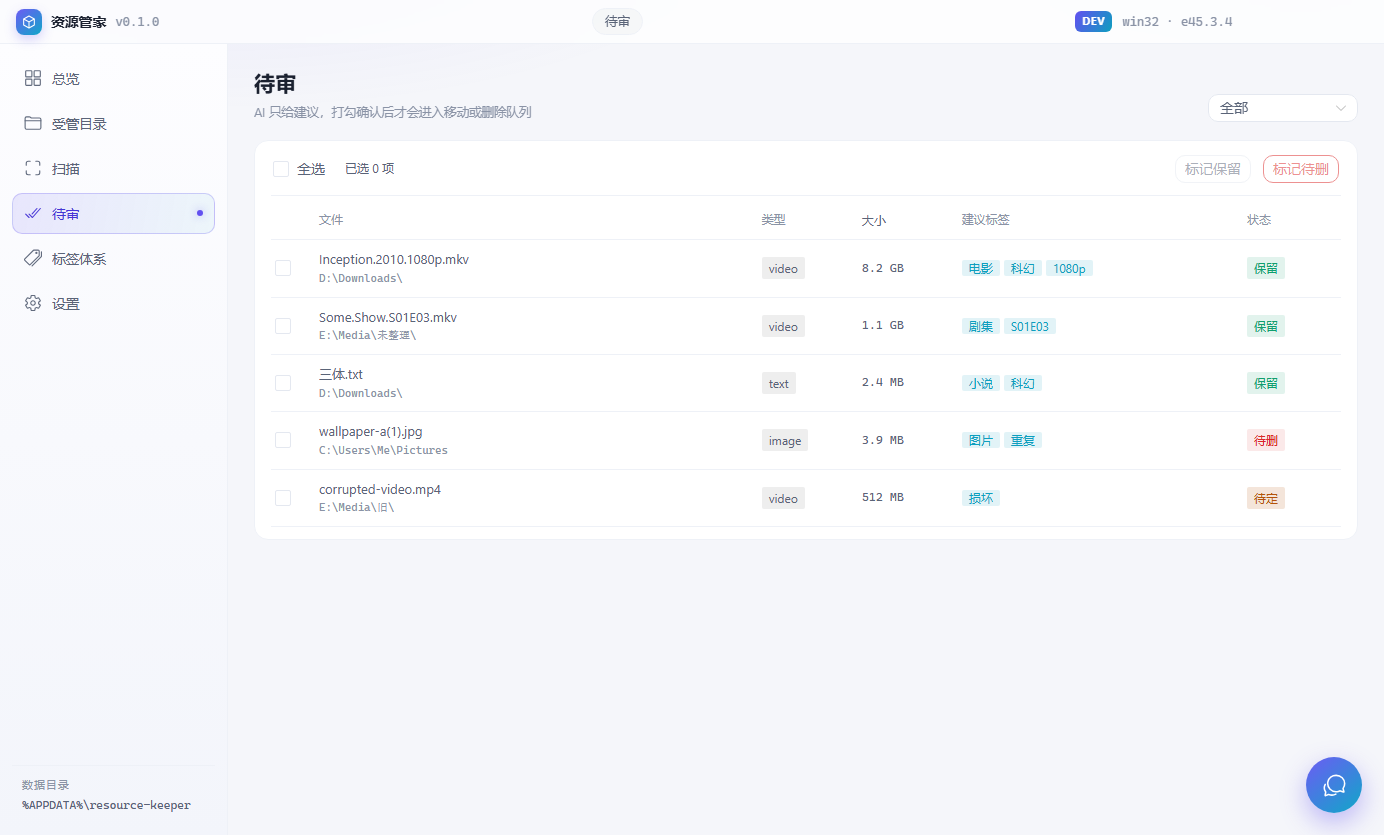 资源管家 v0.1.0
待审
DEV win32 · e45.3.4
总览
受管目录
扫描
待审
标签体系
设置
数据目录
%APPDATA%\resource-keeper
待审
AI 只给建议，打勾确认后才会进入移动或删除队列
全部
全选 已选 0 项 标记保留 标记待删
文件 类型 大小 建议标签 状态
Inception.2010.1080p.mkv
D:\Downloads\
video 8.2 GB 电影 科幻 1080p 保留
Some.Show.S01E03.mkv
E:\Media\未整理\
video 1.1 GB 剧集 S01E03 保留
三体.txt
D:\Downloads\
text 2.4 MB 小说 科幻 保留
wallpaper-a(1).jpg
C:\Users\Me\Pictures
image 3.9 MB 图片 重复 待删
corrupted-video.mp4
E:\Media\旧\
video 512 MB 损坏 待定